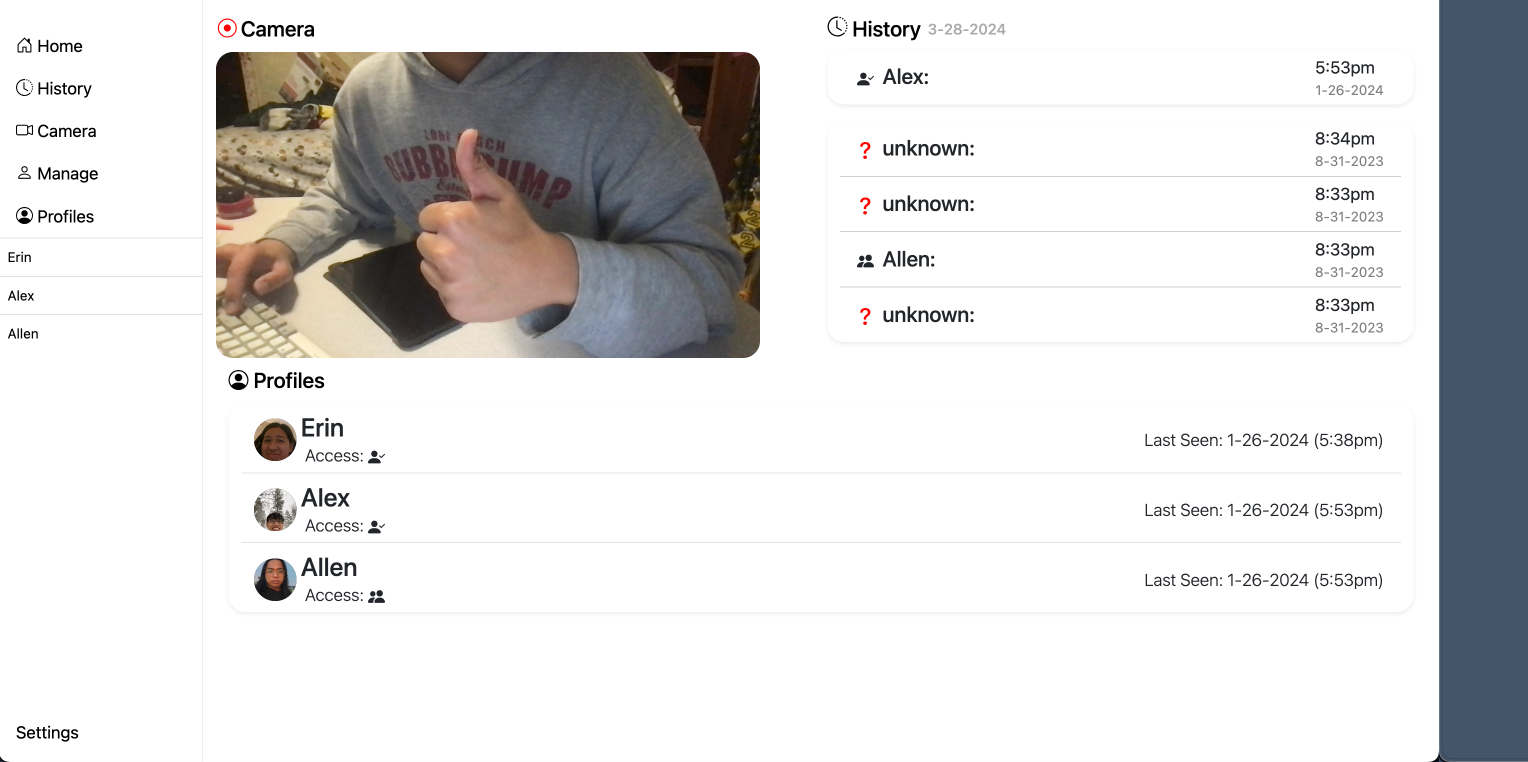 Home
History
Camera
Manage
Profiles
Erin
Alex
Allen
Settings
Camera
LONG BEACH
History 3-28-2024
Alex: 5:53pm
1-26-2024
unknown: 8:34pm
8-31-2023
? unknown: 8:33pm
8-31-2023
Allen: 8:33pm
8-31-2023
? unknown: 8:33pm
8-31-2023
Profiles
Erin
Access:
Last Seen: 1-26-2024 (5:38pm)
Alex
Access:
Last Seen: 1-26-2024 (5:53pm)
Allen
Access:
Last Seen: 1-26-2024 (5:53pm)